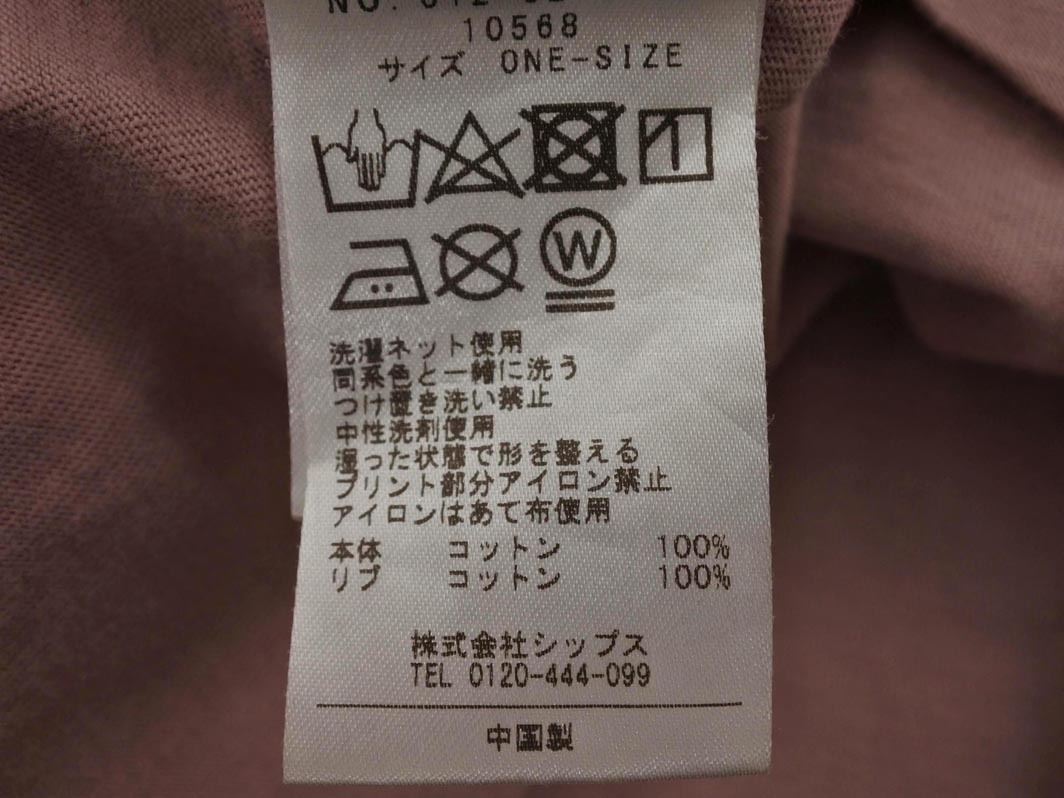 10568
サイズ ONE-SIZE
W
洗濯ネット使用
同系色と一緒に洗う
つけ置き洗い禁止
中性洗剤使用
湿った状態で形を整える
プリント部分アイロン禁止
アイロンはあて布使用
本体 コットン 100%
リブ コットン 100%
株式会社シップス
TEL 0120-444-099
中国製